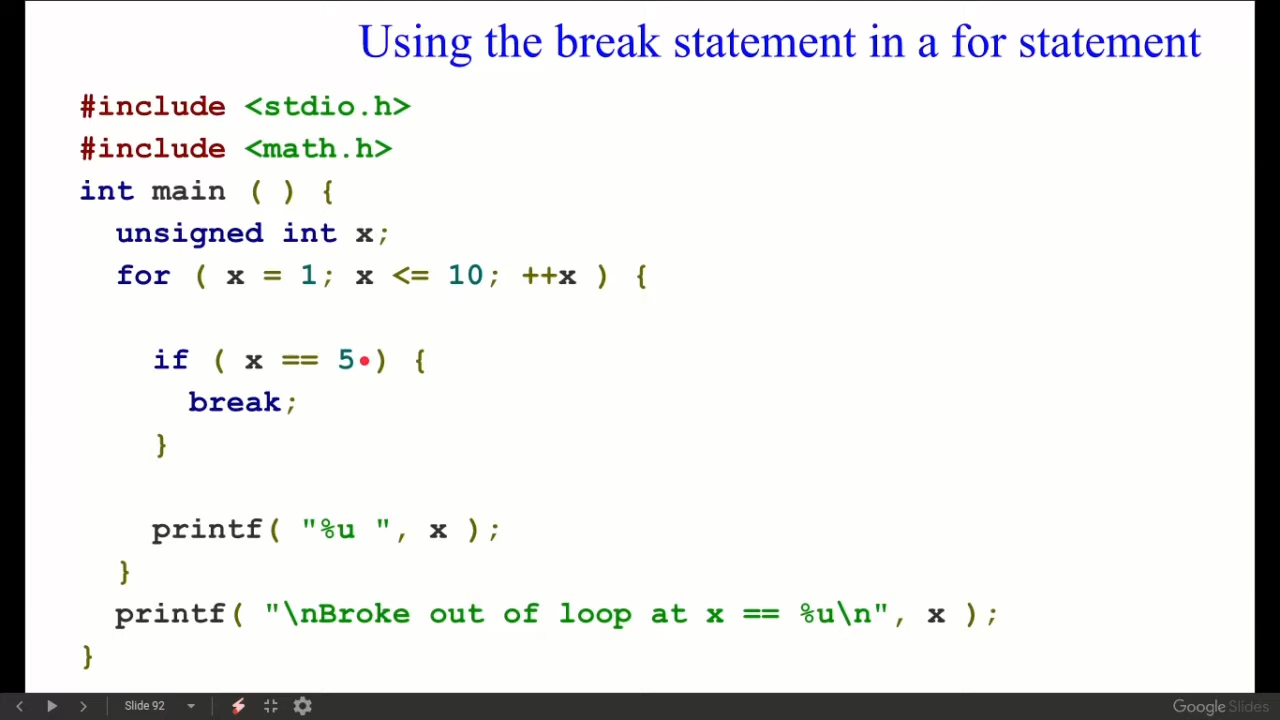 Using the break statement in a for statement
#include <stdio.h>
#include <math.h>
int main ( ) {
unsigned int x;
for ( x = 1; x <= 10; ++x ) {
if ( x == 5 ) {
break;
}
printf( "%u ", x );
}
printf( "\nBroke out of loop at x == %u\n", x );
}
Slide 92
Google Slides